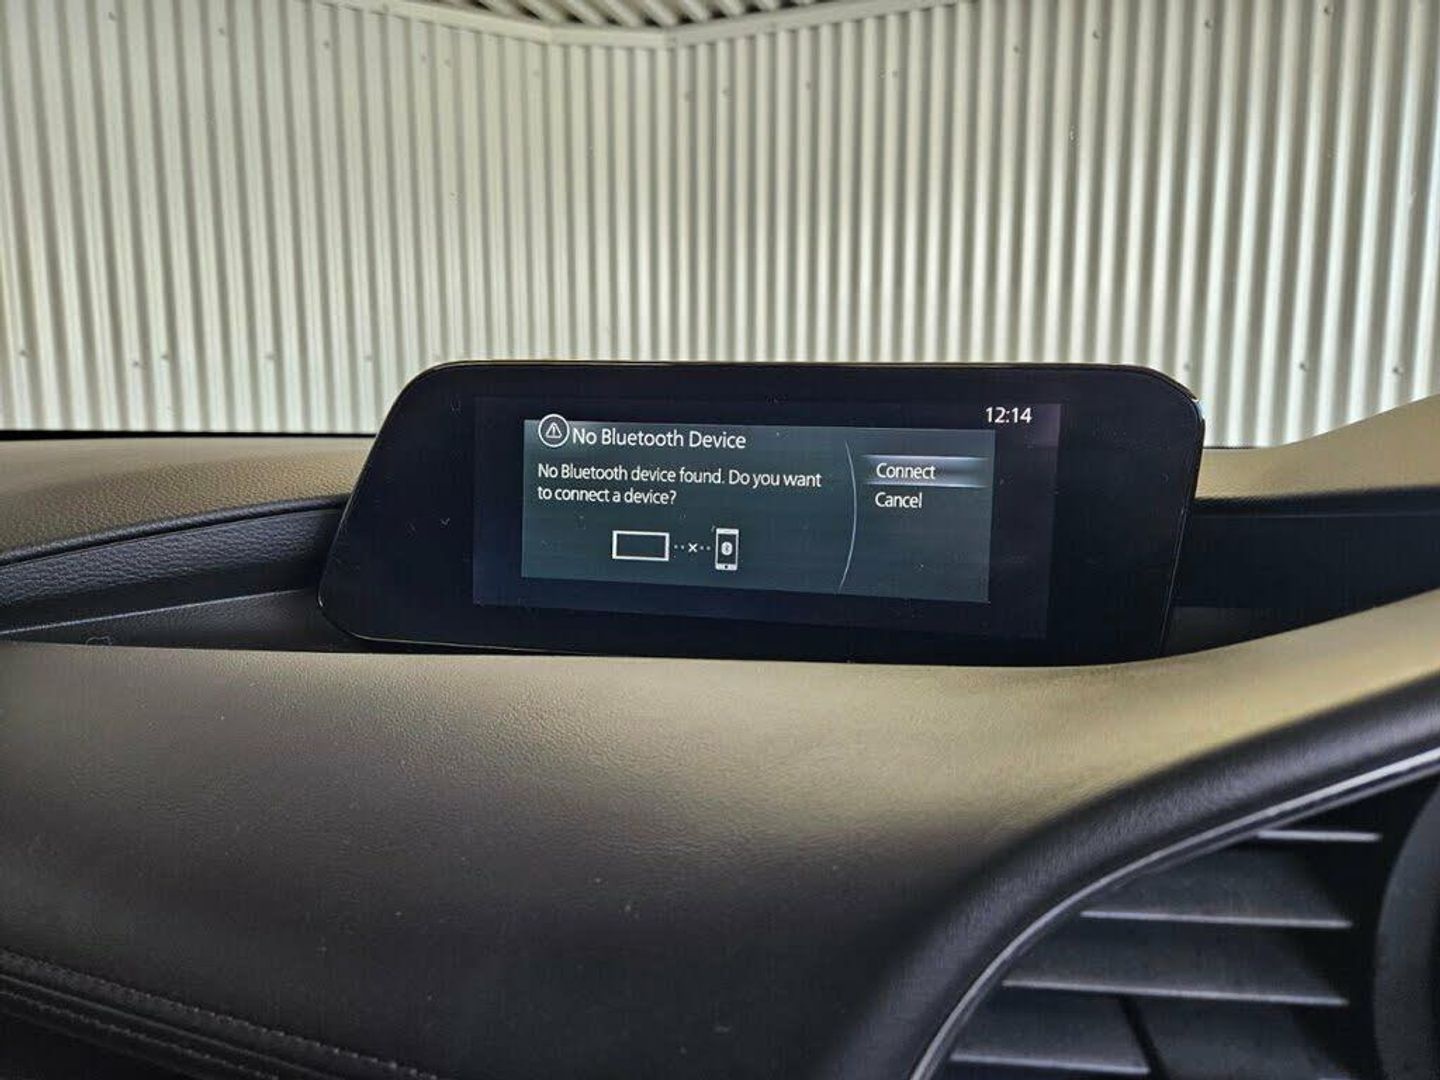 12:14
No Bluetooth Device
No Bluetooth device found. Do you want
to connect a device?
Connect
Cancel